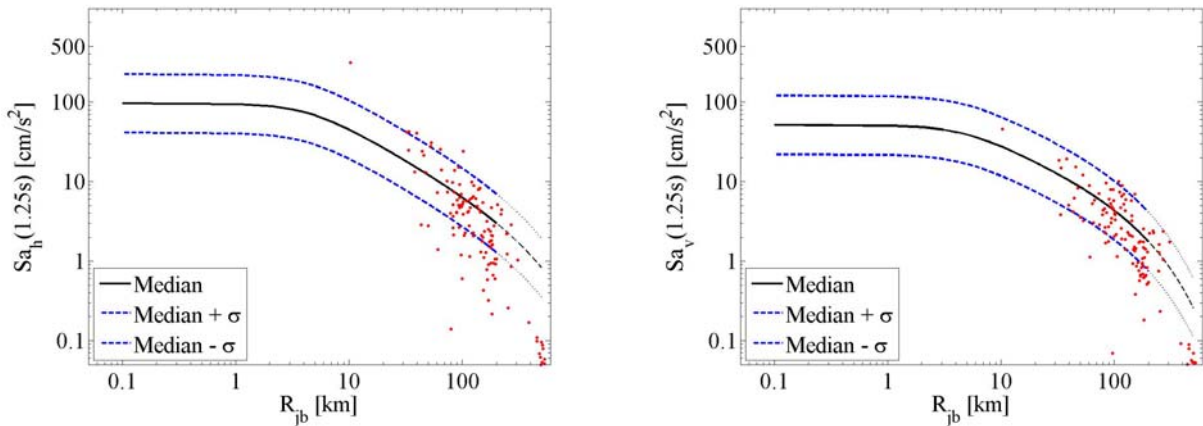 500
100
10
1
0.1
Sa_h(1.25s) [cm/s²]
Median
Median + σ
Median - σ
0.1 1 10 100
R_jb [km]
500
100
10
1
0.1
Sa_v(1.25s) [cm/s²]
Median
Median + σ
Median - σ
0.1 1 10 100
R_jb [km]